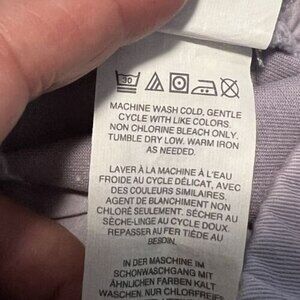 30
MACHINE WASH COLD, GENTLE
CYCLE WITH LIKE COLORS.
NON CHLORINE BLEACH ONLY.
TUMBLE DRY LOW. WARM IRON
AS NEEDED.
LAVER À LA MACHINE À L'EAU
FROIDE AU CYCLE DÉLICAT, AVEC
DES COULEURS SIMILAIRES.
AGENT DE BLANCHIMENT NON
CHLORÉ SEULEMENT. SÉCHER AU
SÈCHE-LINGE AU CYCLE DOUX.
REPASSER AU FER TIÈDE AU
BESOIN.
IN DER MASCHINE IM
SCHONWASCHGANG MIT
ÄHNLICHEN FARBEN KALT
WASCHEN, NUR CHLORFREIES